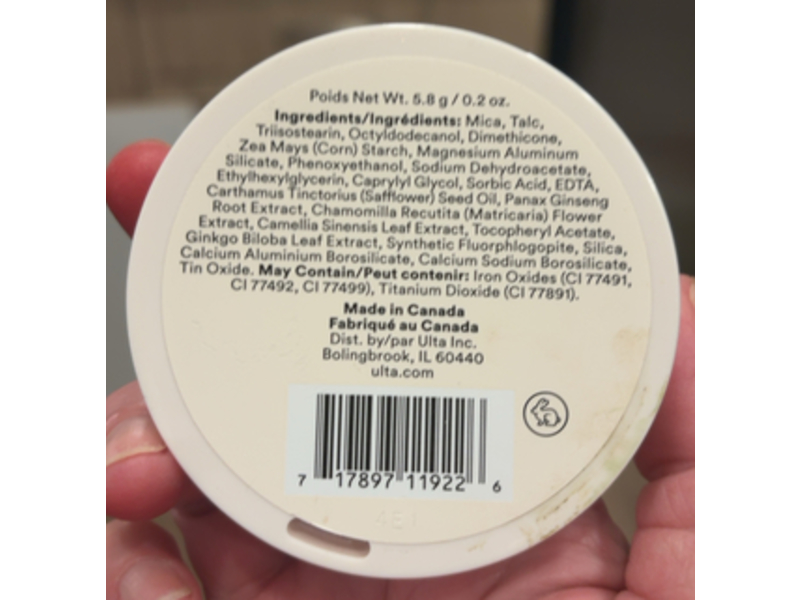 Poids Net Wt. 5.8 g / 0.2 oz.
Ingredients/Ingrédients: Mica, Talc,
Triisostearin, Octyldodecanol, Dimethicone,
Zea Mays (Corn) Starch, Magnesium Aluminum
Silicate, Phenoxyethanol, Sodium Dehydroacetate,
Ethylhexylglycerin, Caprylyl Glycol, Sorbic Acid, EDTA,
Carthamus Tinctorius (Safflower) Seed Oil, Panax Ginseng
Root Extract, Chamomilla Recutita (Matricaria) Flower
Extract, Camellia Sinensis Leaf Extract, Tocopheryl Acetate,
Ginkgo Biloba Leaf Extract, Synthetic Fluorphlogopite, Silica,
Calcium Aluminium Borosilicate, Calcium Sodium Borosilicate,
Tin Oxide. May Contain/Peut contenir: Iron Oxides (CI 77491,
CI 77492, CI 77499), Titanium Dioxide (CI 77891).
Made in Canada
Fabriqué au Canada
Dist. by/par Ulta Inc.
Bolingbrook, IL 60440
ulta.com
7 17897 11922 6